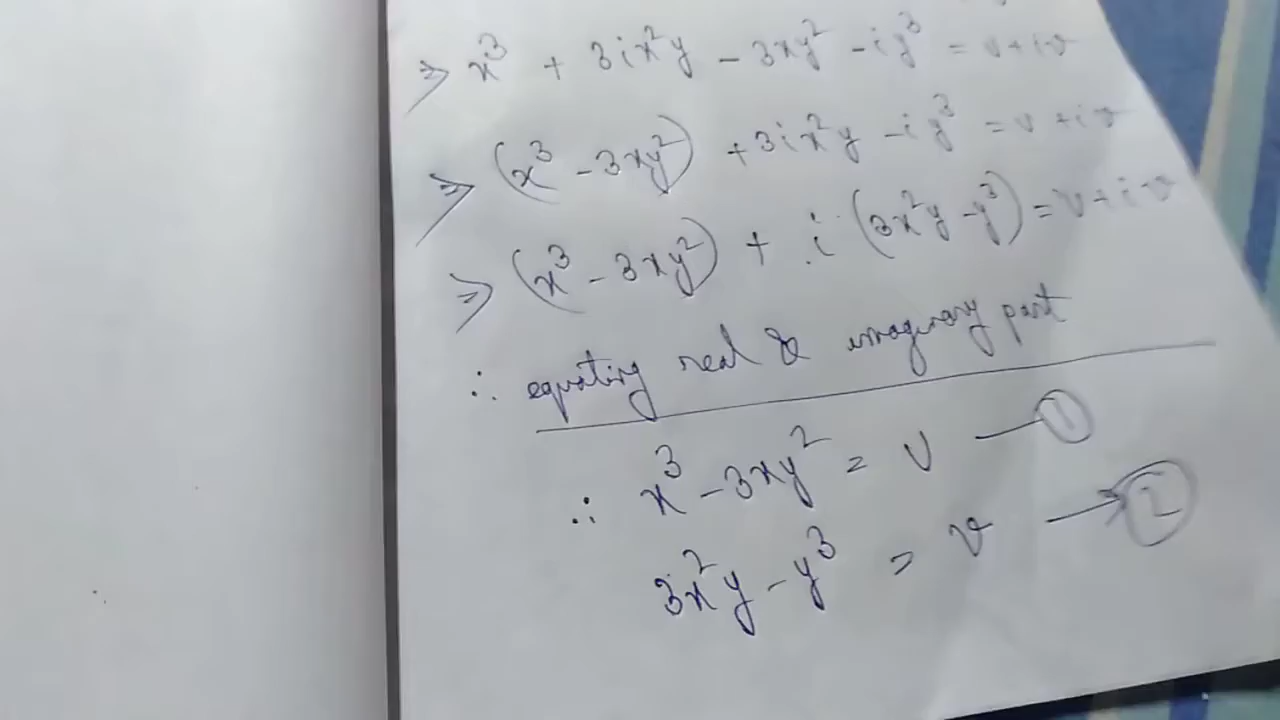 ⇒ x³ + 3ix²y - 3xy² - iy³ = u+iv
⇒ (x³ - 3xy²) + 3ix²y - iy³ = u+iv
⇒ (x³ - 3xy²) + i(3x²y - y³) = u+iv
∴ equating real & imaginary part
∴ x³ - 3xy² = u — ①
3x²y - y³ = v → ②